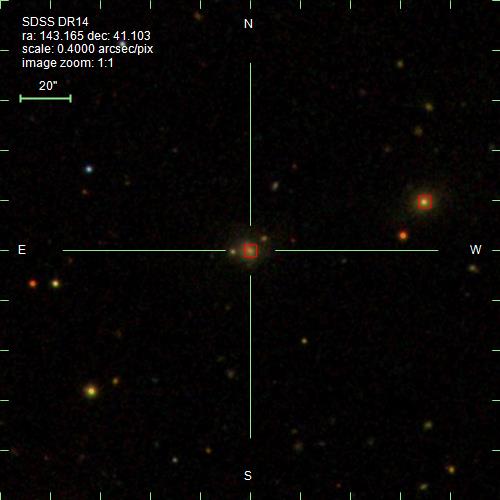 SDSS DR14
ra: 143.165 dec: 41.103
scale: 0.4000 arcsec/pix
image zoom: 1:1
20"
N
E
W
S